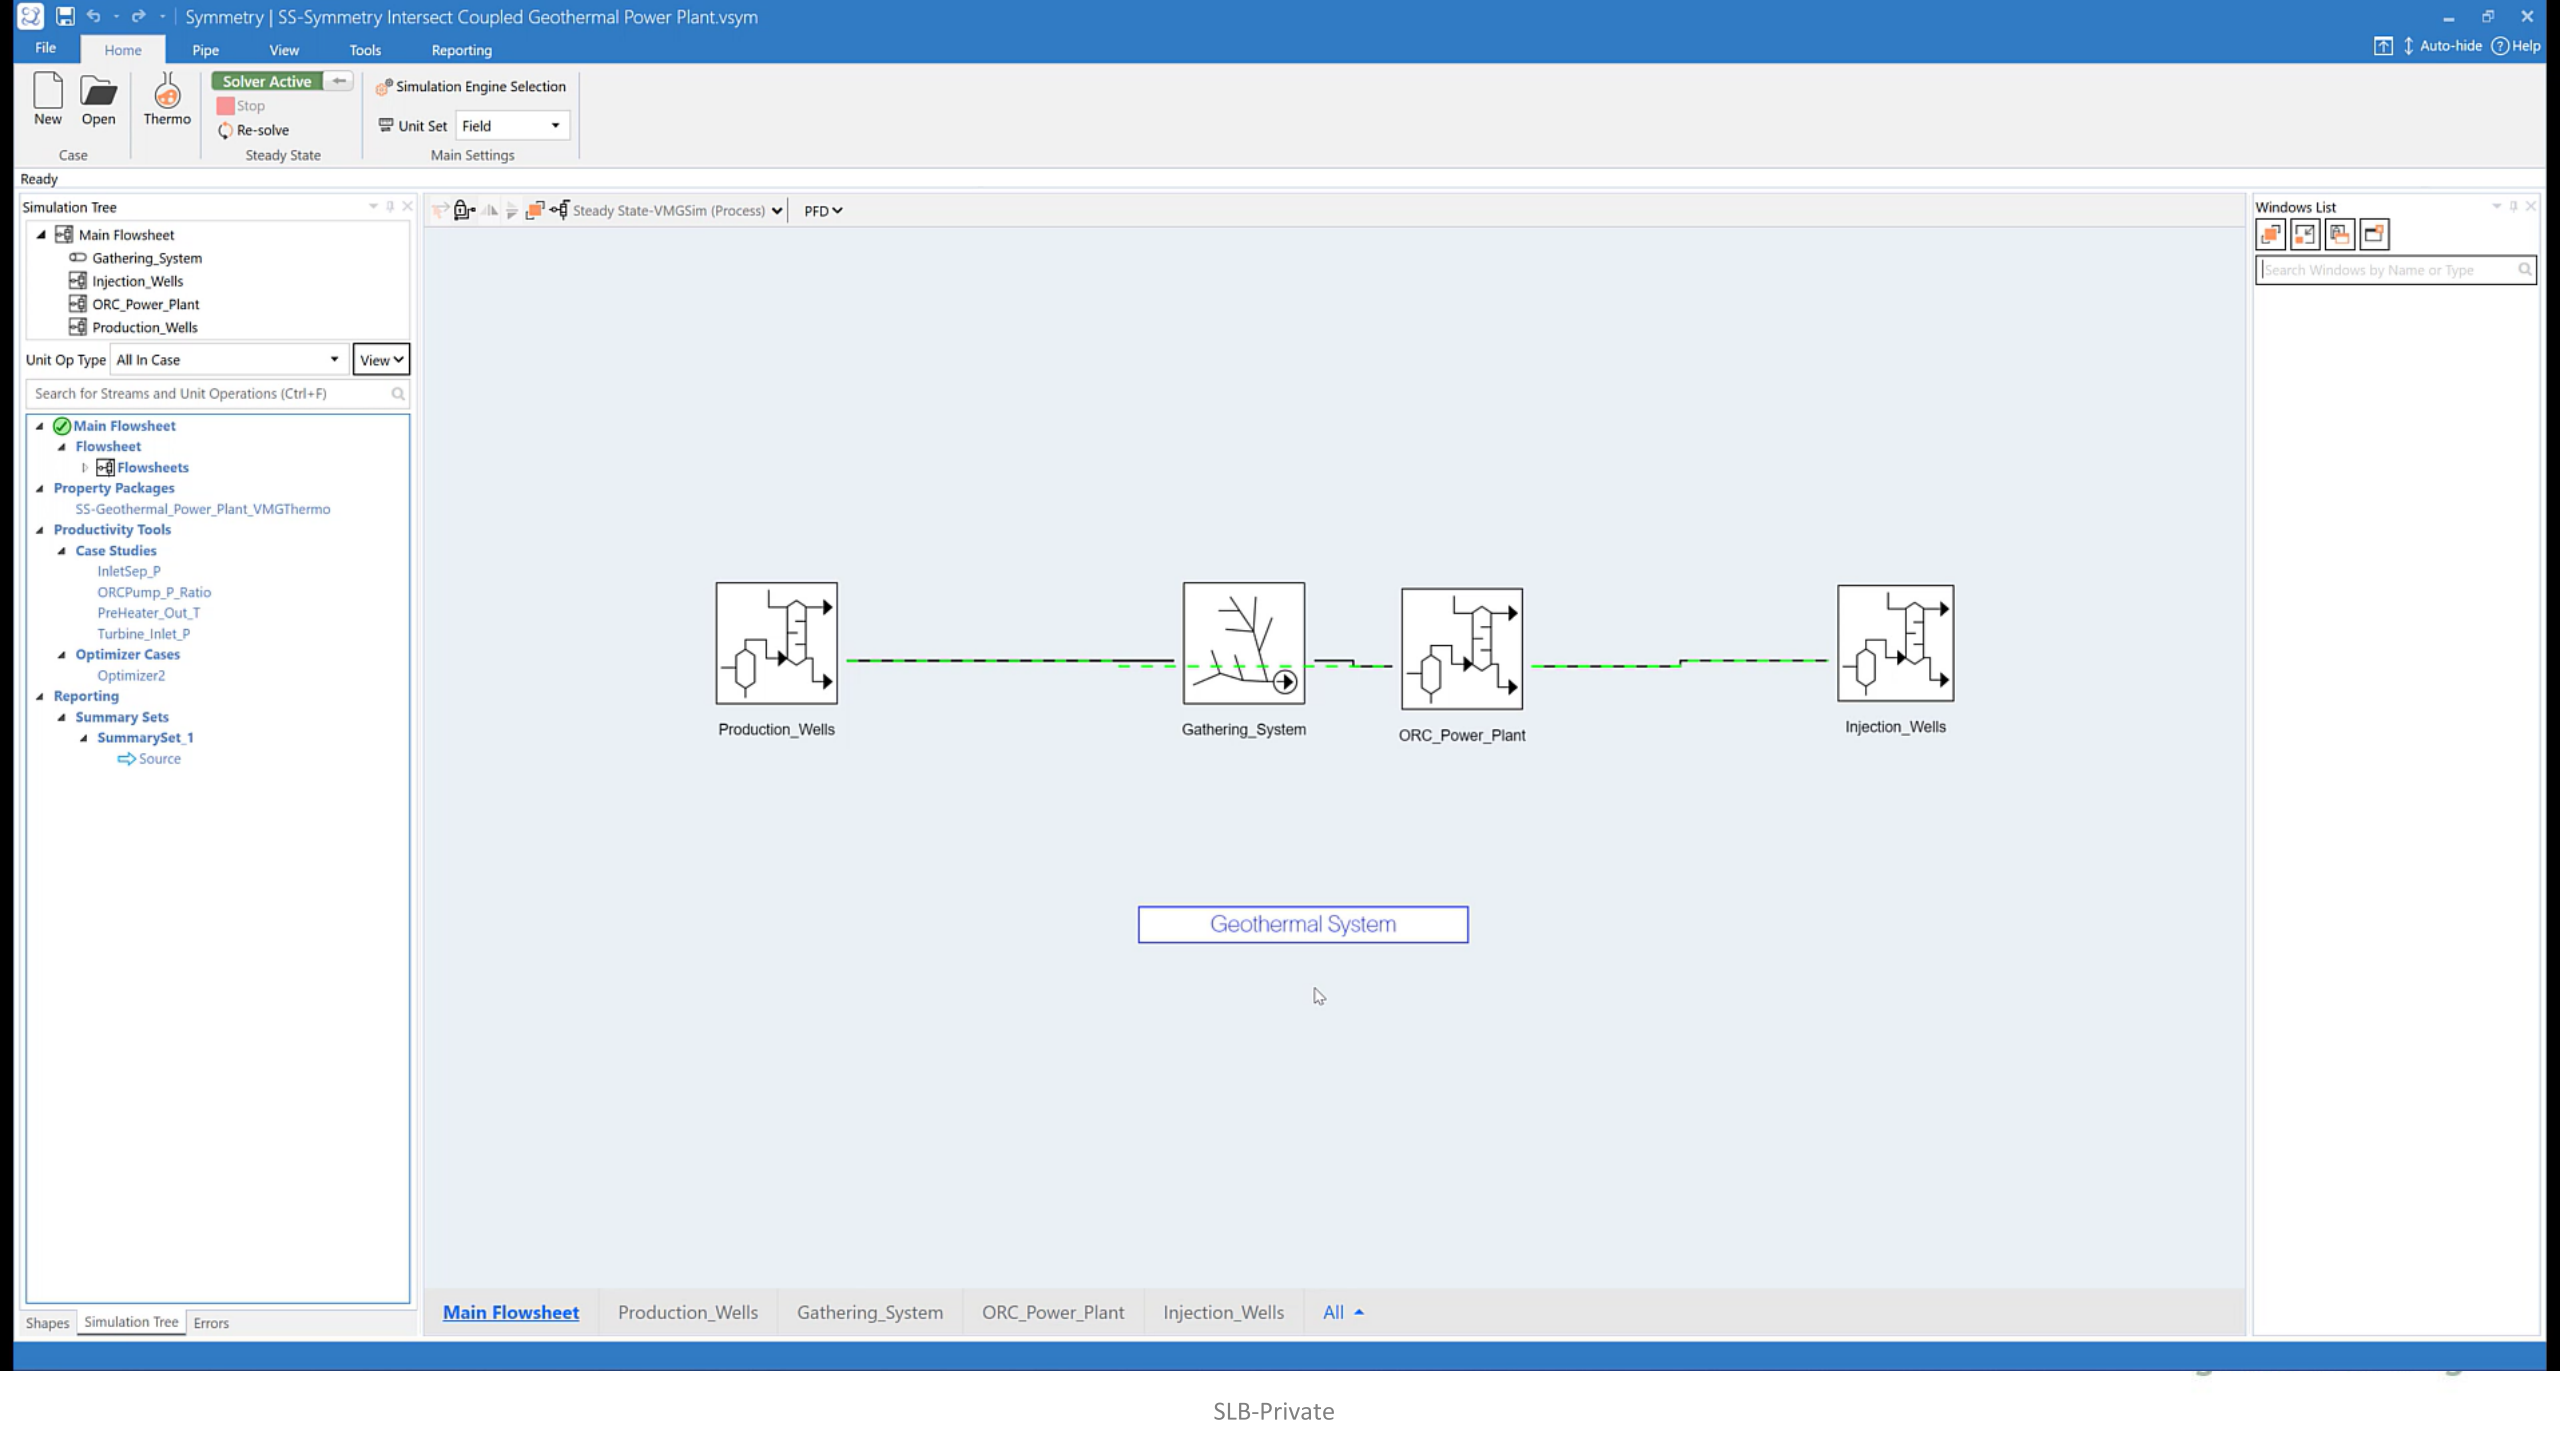 Symmetry | SS-Symmetry Intersect Coupled Geothermal Power Plant.vsym
File Home Pipe View Tools Reporting Auto-hide Help
New Open Thermo
Solver Active
Stop
Re-solve
Simulation Engine Selection
Unit Set Field
Case Steady State Main Settings
Ready
Simulation Tree
Main Flowsheet
Gathering_System
Injection_Wells
ORC_Power_Plant
Production_Wells
Unit Op Type All In Case View
Search for Streams and Unit Operations (Ctrl+F)
Main Flowsheet
Flowsheet
Flowsheets
Property Packages
SS-Geothermal_Power_Plant_VMGThermo
Productivity Tools
Case Studies
InletSep_P
ORCPump_P_Ratio
PreHeater_Out_T
Turbine_Inlet_P
Optimizer Cases
Optimizer2
Reporting
Summary Sets
SummarySet_1
Source
Shapes Simulation Tree Errors
Steady State-VMGSim (Process) PFD
Production_Wells
Gathering_System
ORC_Power_Plant
Injection_Wells
Geothermal System
Main Flowsheet Production_Wells Gathering_System ORC_Power_Plant Injection_Wells All
Windows List
Search Windows by Name or Type
SLB-Private